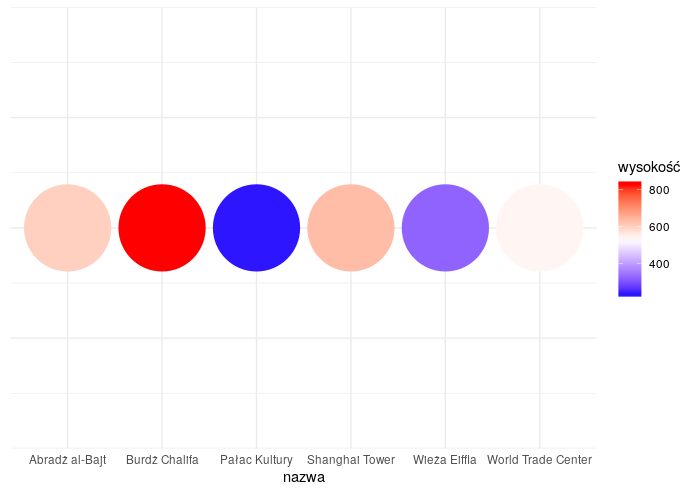 wysokość
800
600
400
Abradż al-Bajt Burdż Chalifa Pałac Kultury Shanghai Tower Wieża Eiffla World Trade Center
nazwa